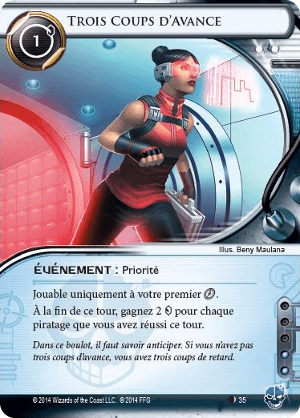 TROIS COUPS D'AVANCE
1
Illus. Beny Maulana
ÉVÉNEMENT : Priorité
Jouable uniquement à votre premier .
À la fin de ce tour, gagnez 2 pour chaque
piratage que vous avez réussi ce tour.
Dans ce boulot, il faut savoir anticiper. Si vous n'avez pas
trois coups d'avance, vous avez trois coups de retard.
© 2014 Wizards of the Coast LLC. © 2014 FFG
35